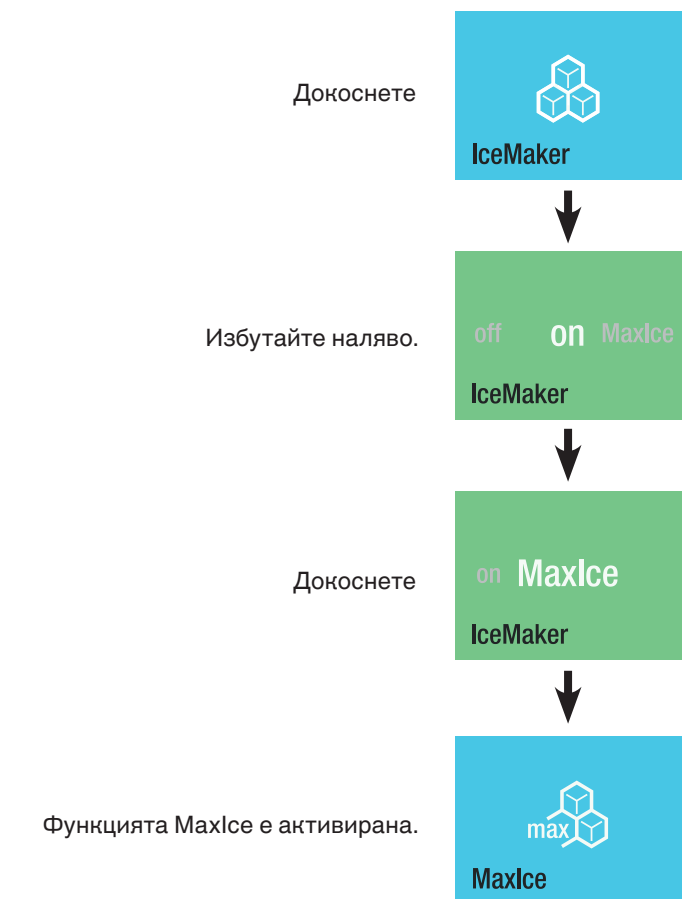 Докоснете
IceMaker
Избутайте наляво.
off on MaxIce
IceMaker
Докоснете
on MaxIce
IceMaker
Функцията MaxIce е активирана.
max
MaxIce